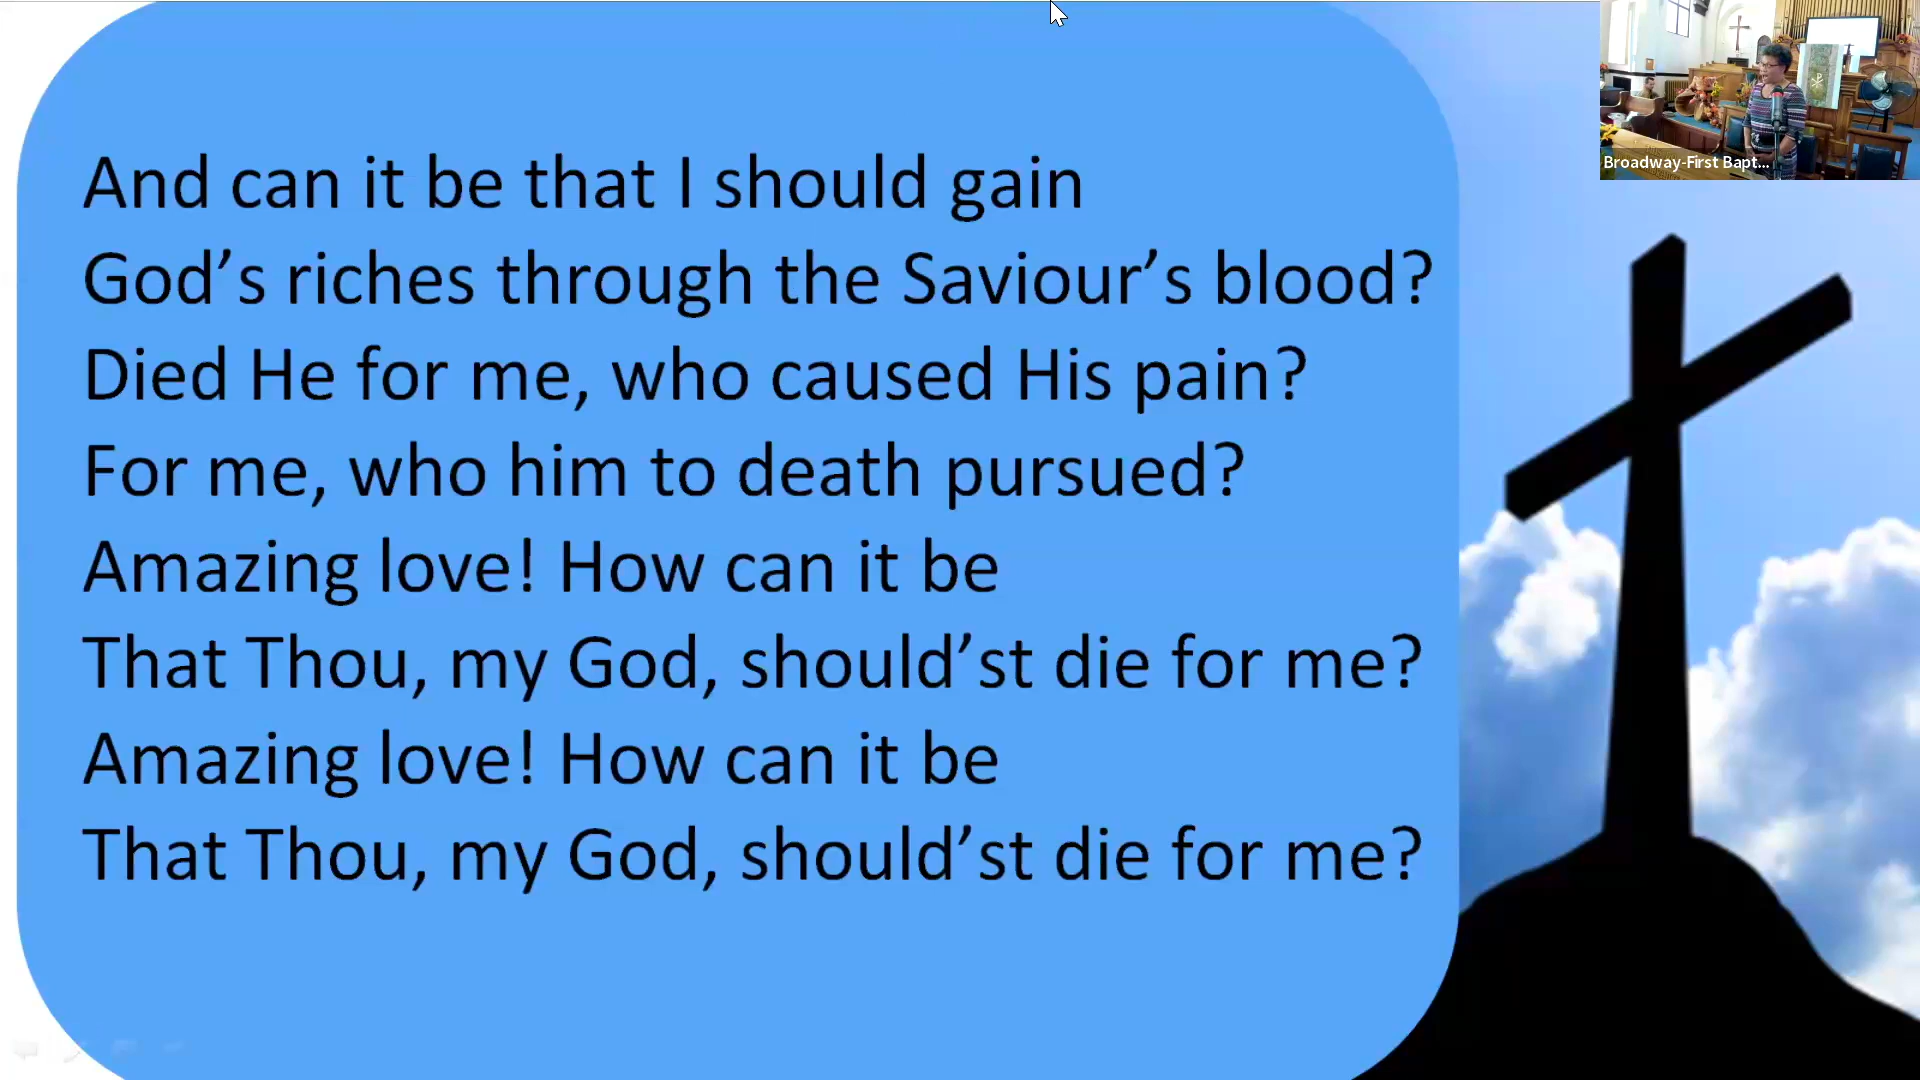 And can it be that I should gain
God’s riches through the Saviour’s blood?
Died He for me, who caused His pain?
For me, who him to death pursued?
Amazing love! How can it be
That Thou, my God, should’st die for me?
Amazing love! How can it be
That Thou, my God, should’st die for me?
Broadway-First Bapt...